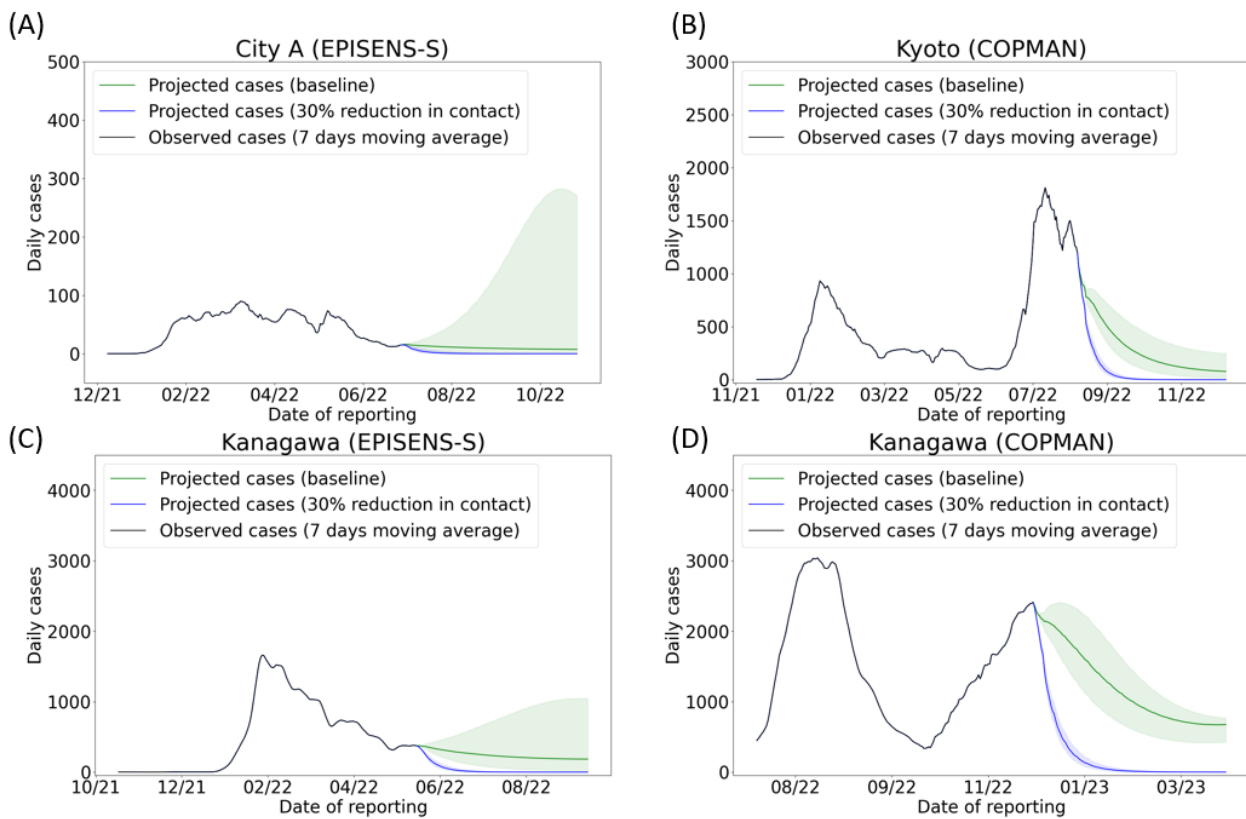 (A)
City A (EPISENS-S)
500
400
300
200
100
0
Daily cases
Projected cases (baseline)
Projected cases (30% reduction in contact)
Observed cases (7 days moving average)
12/21 02/22 04/22 06/22 08/22 10/22
Date of reporting
(B)
Kyoto (COPMAN)
3000
2500
2000
1500
1000
500
0
Daily cases
Projected cases (baseline)
Projected cases (30% reduction in contact)
Observed cases (7 days moving average)
11/21 01/22 03/22 05/22 07/22 09/22 11/22
Date of reporting
(C)
Kanagawa (EPISENS-S)
4000
3000
2000
1000
0
Daily cases
Projected cases (baseline)
Projected cases (30% reduction in contact)
Observed cases (7 days moving average)
10/21 12/21 02/22 04/22 06/22 08/22
Date of reporting
(D)
Kanagawa (COPMAN)
4000
3000
2000
1000
0
Daily cases
Projected cases (baseline)
Projected cases (30% reduction in contact)
Observed cases (7 days moving average)
08/22 09/22 11/22 01/23 03/23
Date of reporting